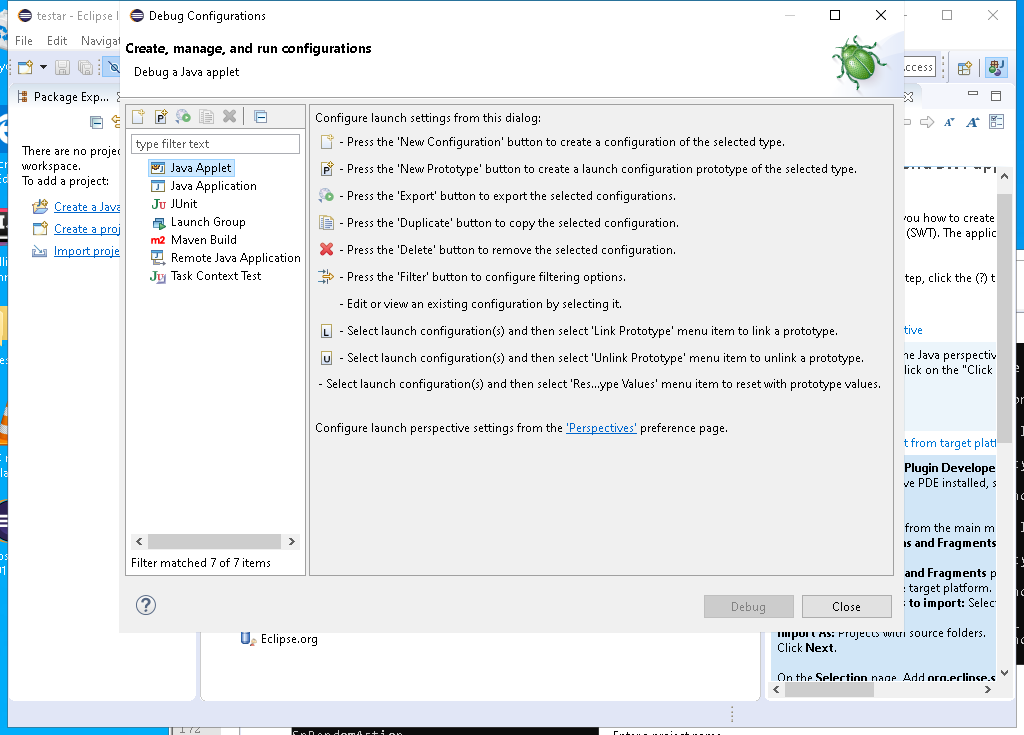 testar - Eclipse
Debug Configurations
File Edit Navigat
Create, manage, and run configurations
Debug a Java applet
ccess
Package Exp...
There are no projec
workspace.
To add a project:
Create a Java
Create a proj
Import proje
type filter text
Java Applet
Java Application
JUnit
Launch Group
Maven Build
Remote Java Application
Task Context Test
Filter matched 7 of 7 items
Configure launch settings from this dialog:
- Press the 'New Configuration' button to create a configuration of the selected type.
- Press the 'New Prototype' button to create a launch configuration prototype of the selected type.
- Press the 'Export' button to export the selected configurations.
- Press the 'Duplicate' button to copy the selected configuration.
- Press the 'Delete' button to remove the selected configuration.
- Press the 'Filter' button to configure filtering options.
- Edit or view an existing configuration by selecting it.
L - Select launch configuration(s) and then select 'Link Prototype' menu item to link a prototype.
U - Select launch configuration(s) and then select 'Unlink Prototype' menu item to unlink a prototype.
- Select launch configuration(s) and then select 'Res...ype Values' menu item to reset with prototype values.
Configure launch perspective settings from the 'Perspectives' preference page.
Debug
Close
you how to create
(SWT). The applic
tep, click the (?) t
tive
he Java perspectiv
lick on the "Click
t from target platf
Plugin Develope
ve PDE installed, s
from the main m
ns and Fragments
and Fragments p
e target platform.
s to import: Selec
Import As: Projects with source folders.
Click Next.
On the Selection page, Add org.eclipse.s
Eclipse.org
172
SpRandomAction
Enter a project name